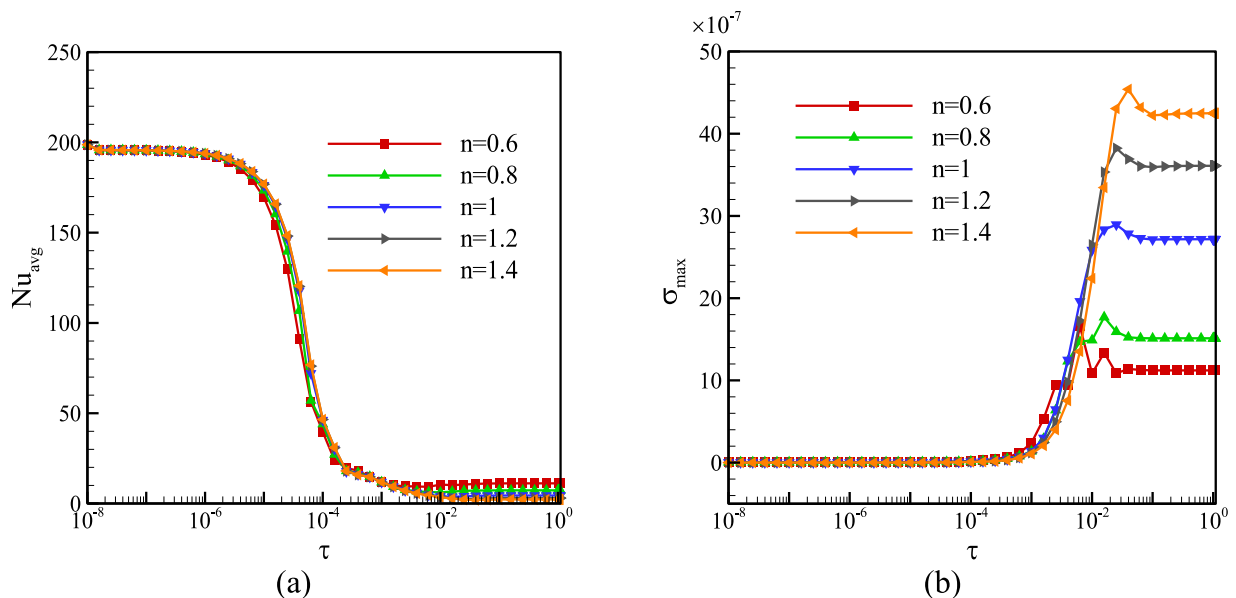 250
200
150
100
50
0
Nu_avg
n=0.6
n=0.8
n=1
n=1.2
n=1.4
10^-8
10^-6
10^-4
10^-2
10^0
τ
(a)
×10^-7
50
40
30
20
10
0
σ_max
n=0.6
n=0.8
n=1
n=1.2
n=1.4
10^-8
10^-6
10^-4
10^-2
10^0
τ
(b)